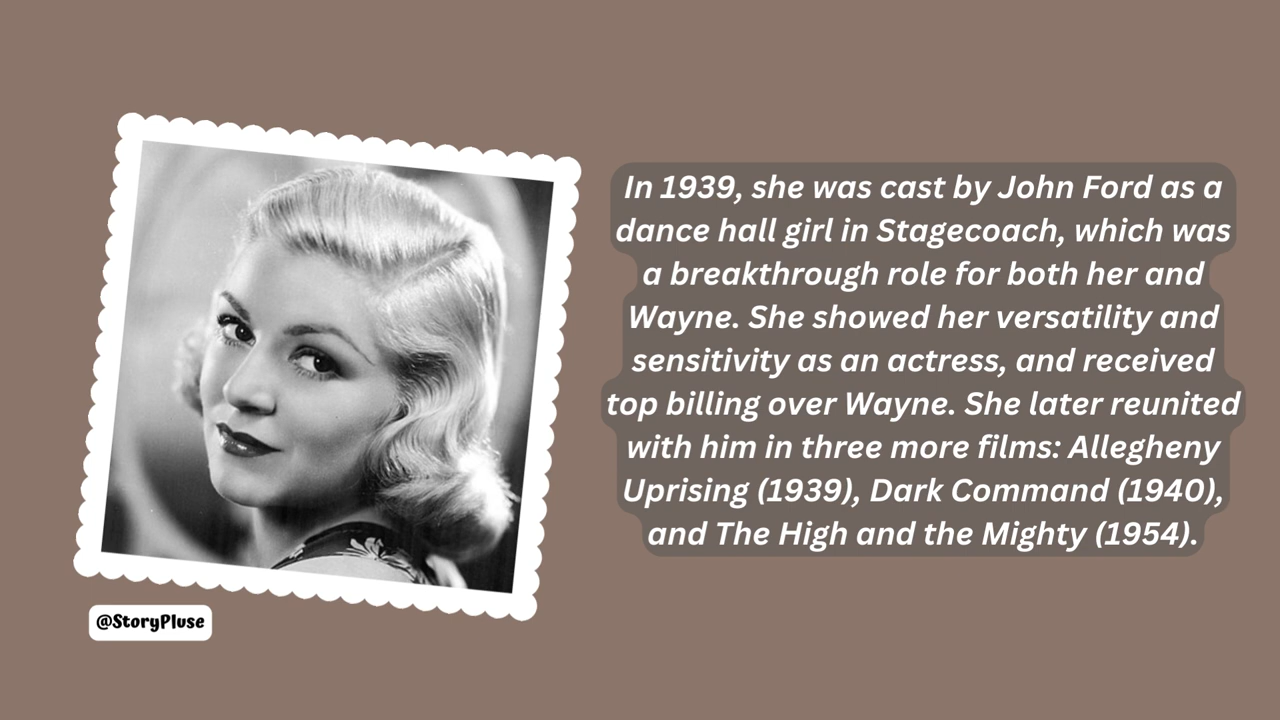 In 1939, she was cast by John Ford as a
dance hall girl in Stagecoach, which was
a breakthrough role for both her and
Wayne. She showed her versatility and
sensitivity as an actress, and received
top billing over Wayne. She later reunited
with him in three more films: Allegheny
Uprising (1939), Dark Command (1940),
and The High and the Mighty (1954).
@StoryPluse